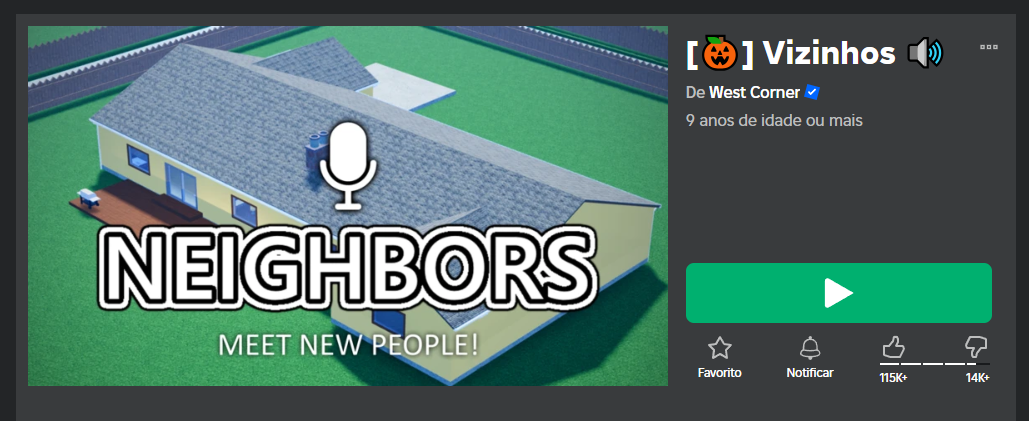 NEIGHBORS
MEET NEW PEOPLE!
[🎃] Vizinhos 🔊
De West Corner
9 anos de idade ou mais
Favorito
Notificar
115K+
14K+